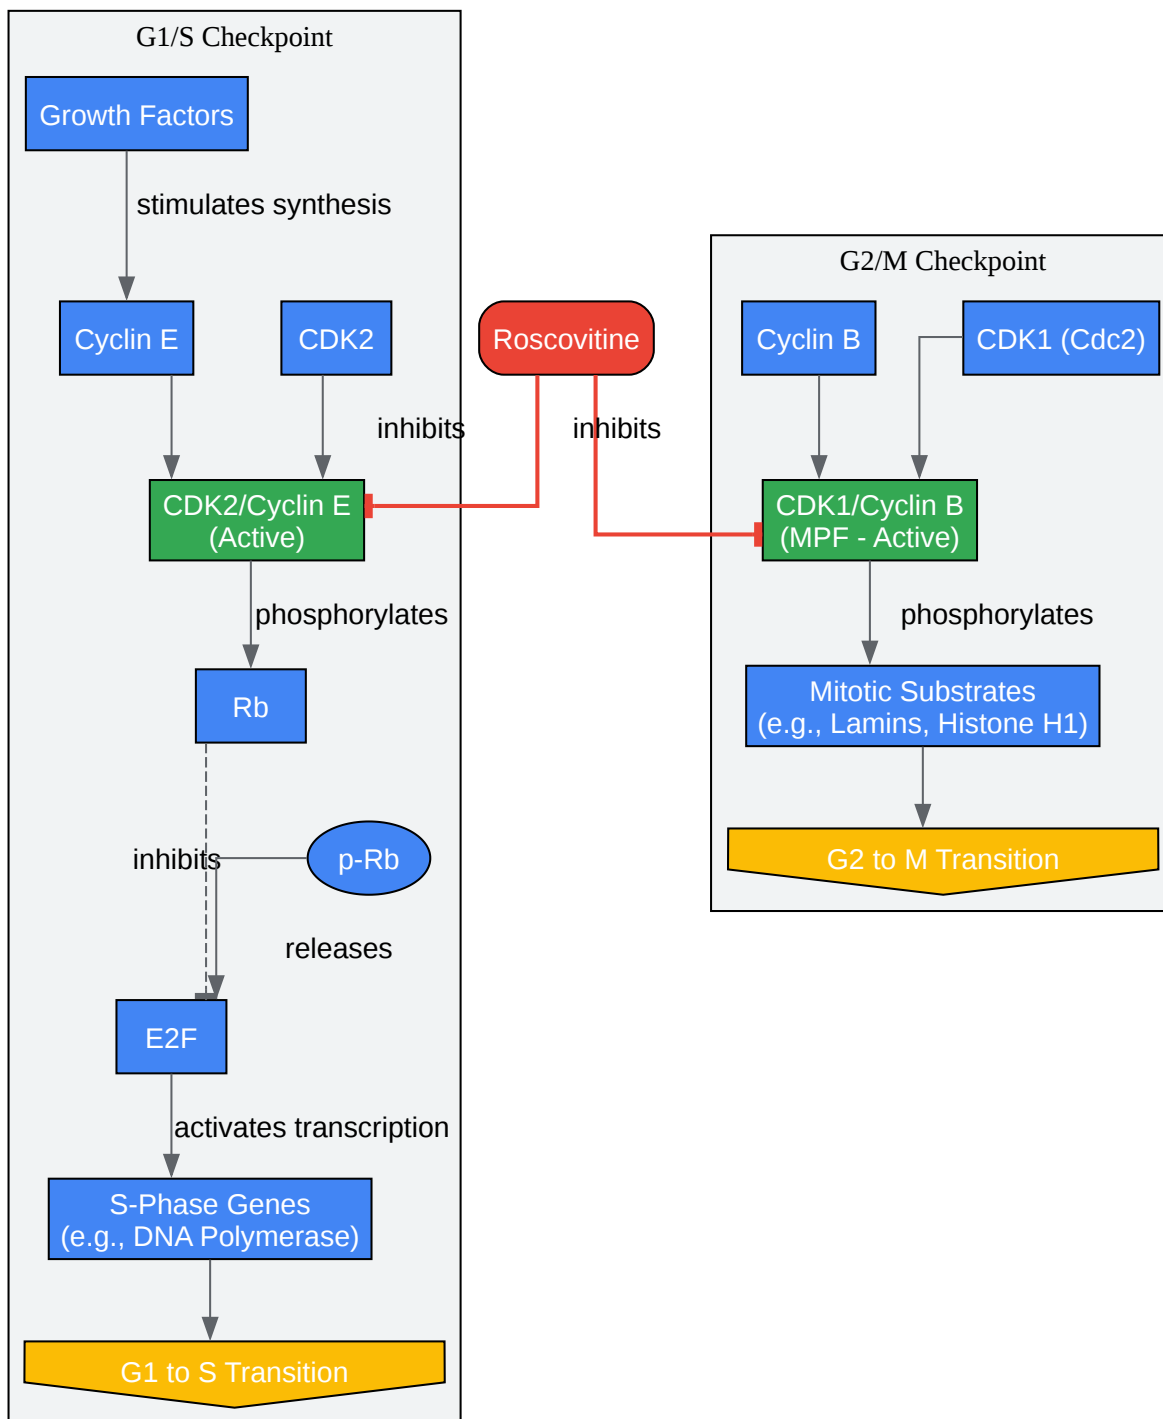 G1/S Checkpoint
Growth Factors
stimulates synthesis
Cyclin E
CDK2
inhibits
CDK2/Cyclin E
(Active)
phosphorylates
Rb
inhibits
p-Rb
releases
E2F
activates transcription
S-Phase Genes
(e.g., DNA Polymerase)
G1 to S Transition
Roscovitine
inhibits
G2/M Checkpoint
Cyclin B
CDK1 (Cdc2)
CDK1/Cyclin B
(MPF - Active)
phosphorylates
Mitotic Substrates
(e.g., Lamins, Histone H1)
G2 to M Transition